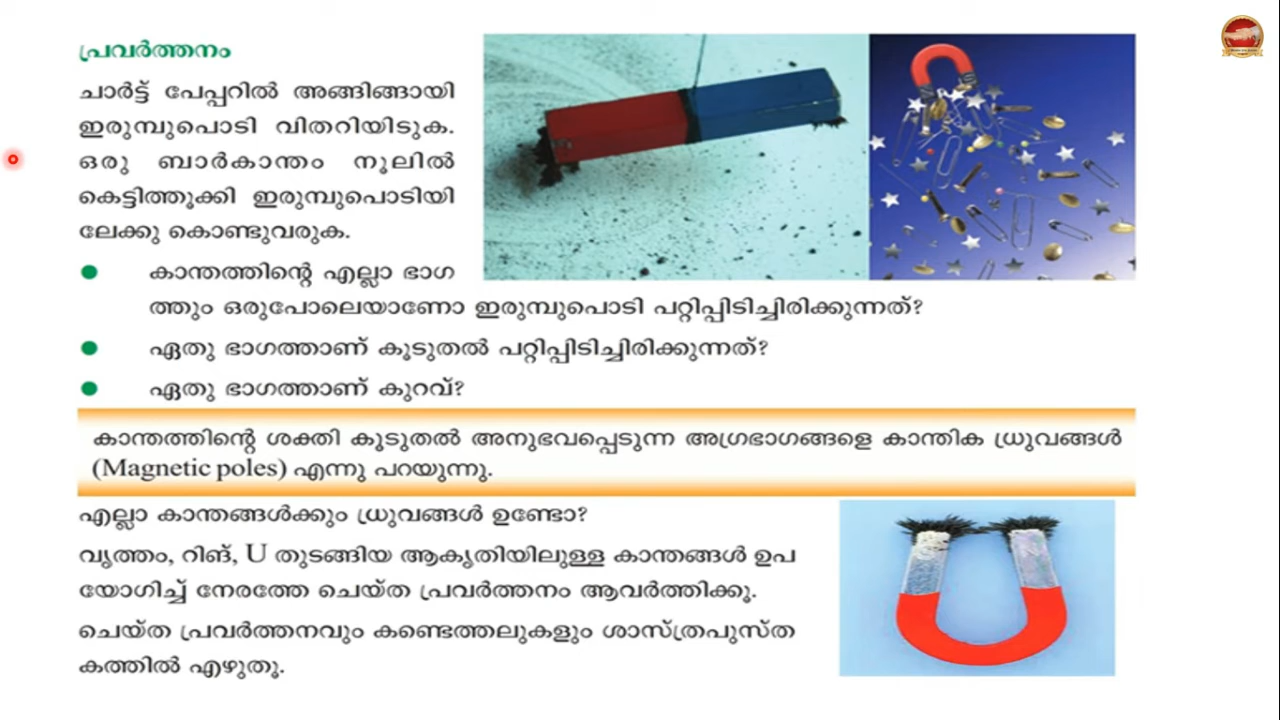 പ്രവർത്തനം
ചാർട്ട് പേപ്പറിൽ അങ്ങിങ്ങായി
ഇരുമ്പുപൊടി വിതറിയിടുക.
ഒരു ബാർകാന്തം നൂലിൽ
കെട്ടിത്തൂക്കി ഇരുമ്പുപൊടിയി
ലേക്കു കൊണ്ടുവരുക.
● കാന്തത്തിന്റെ എല്ലാ ഭാഗ
ത്തും ഒരുപോലെയാണോ ഇരുമ്പുപൊടി പറ്റിപ്പിടിച്ചിരിക്കുന്നത്?
● ഏതു ഭാഗത്താണ് കൂടുതൽ പറ്റിപ്പിടിച്ചിരിക്കുന്നത്?
● ഏതു ഭാഗത്താണ് കുറവ്?
കാന്തത്തിന്റെ ശക്തി കൂടുതൽ അനുഭവപ്പെടുന്ന അഗ്രഭാഗങ്ങളെ കാന്തിക ധ്രുവങ്ങൾ
(Magnetic poles) എന്നു പറയുന്നു.
എല്ലാ കാന്തങ്ങൾക്കും ധ്രുവങ്ങൾ ഉണ്ടോ?
വൃത്തം, റിങ്, U തുടങ്ങിയ ആകൃതിയിലുള്ള കാന്തങ്ങൾ ഉപ
യോഗിച്ച് നേരത്തേ ചെയ്ത പ്രവർത്തനം ആവർത്തിക്കൂ.
ചെയ്ത പ്രവർത്തനവും കണ്ടെത്തലുകളും ശാസ്ത്രപുസ്ത
കത്തിൽ എഴുതൂ.